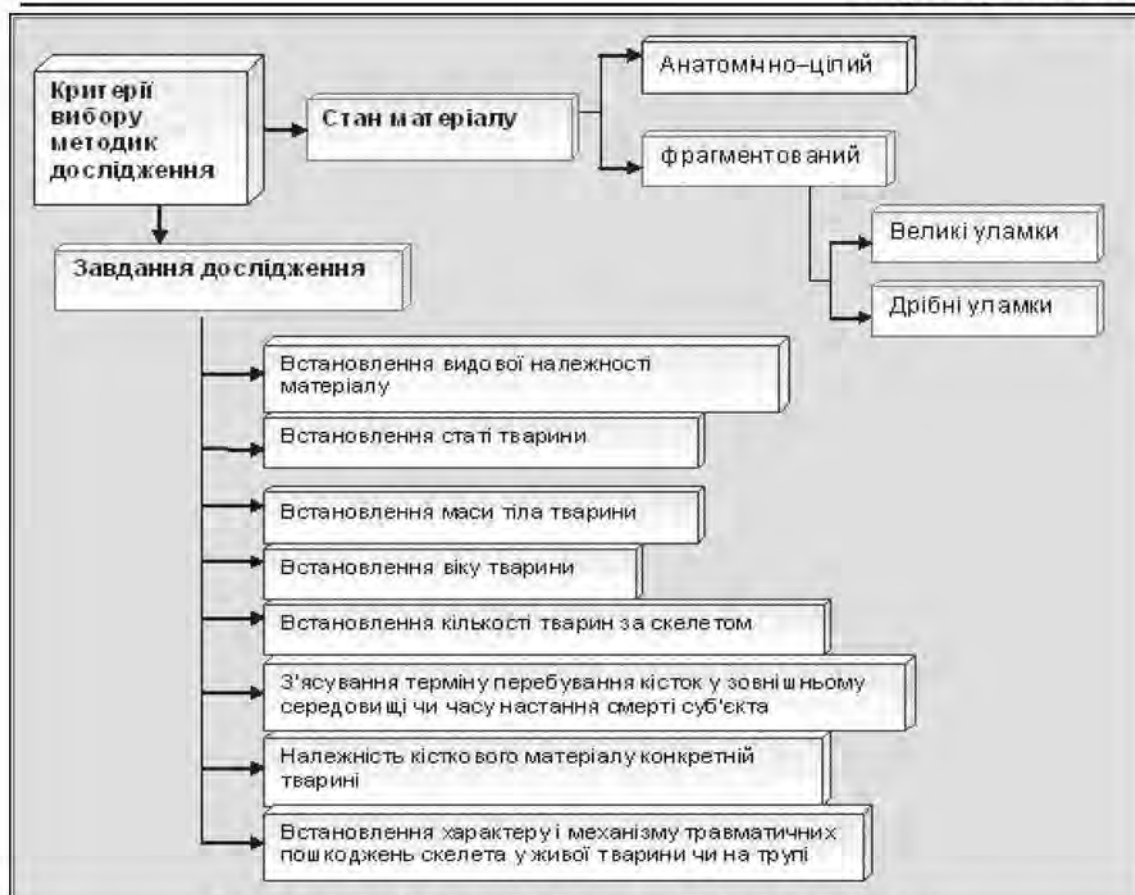 Критерії
вибору
методик
дослідження
Стан матеріалу
Анатомічно–цілий
фрагментований
Великі уламки
Дрібні уламки
Завдання дослідження
Встановлення видової належності
матеріалу
Встановлення статі тварини
Встановлення маси тіла тварини
Встановлення віку тварини
Встановлення кількості тварин за скелетом
З'ясування терміну перебування кісток у зовнішньому
середовищі чи часу настання смерті суб'єкта
Належність кісткового матеріалу конкретній
тварині
Встановлення характеру і механізму травматичних
пошкоджень скелета у живої тварини чи на трупі